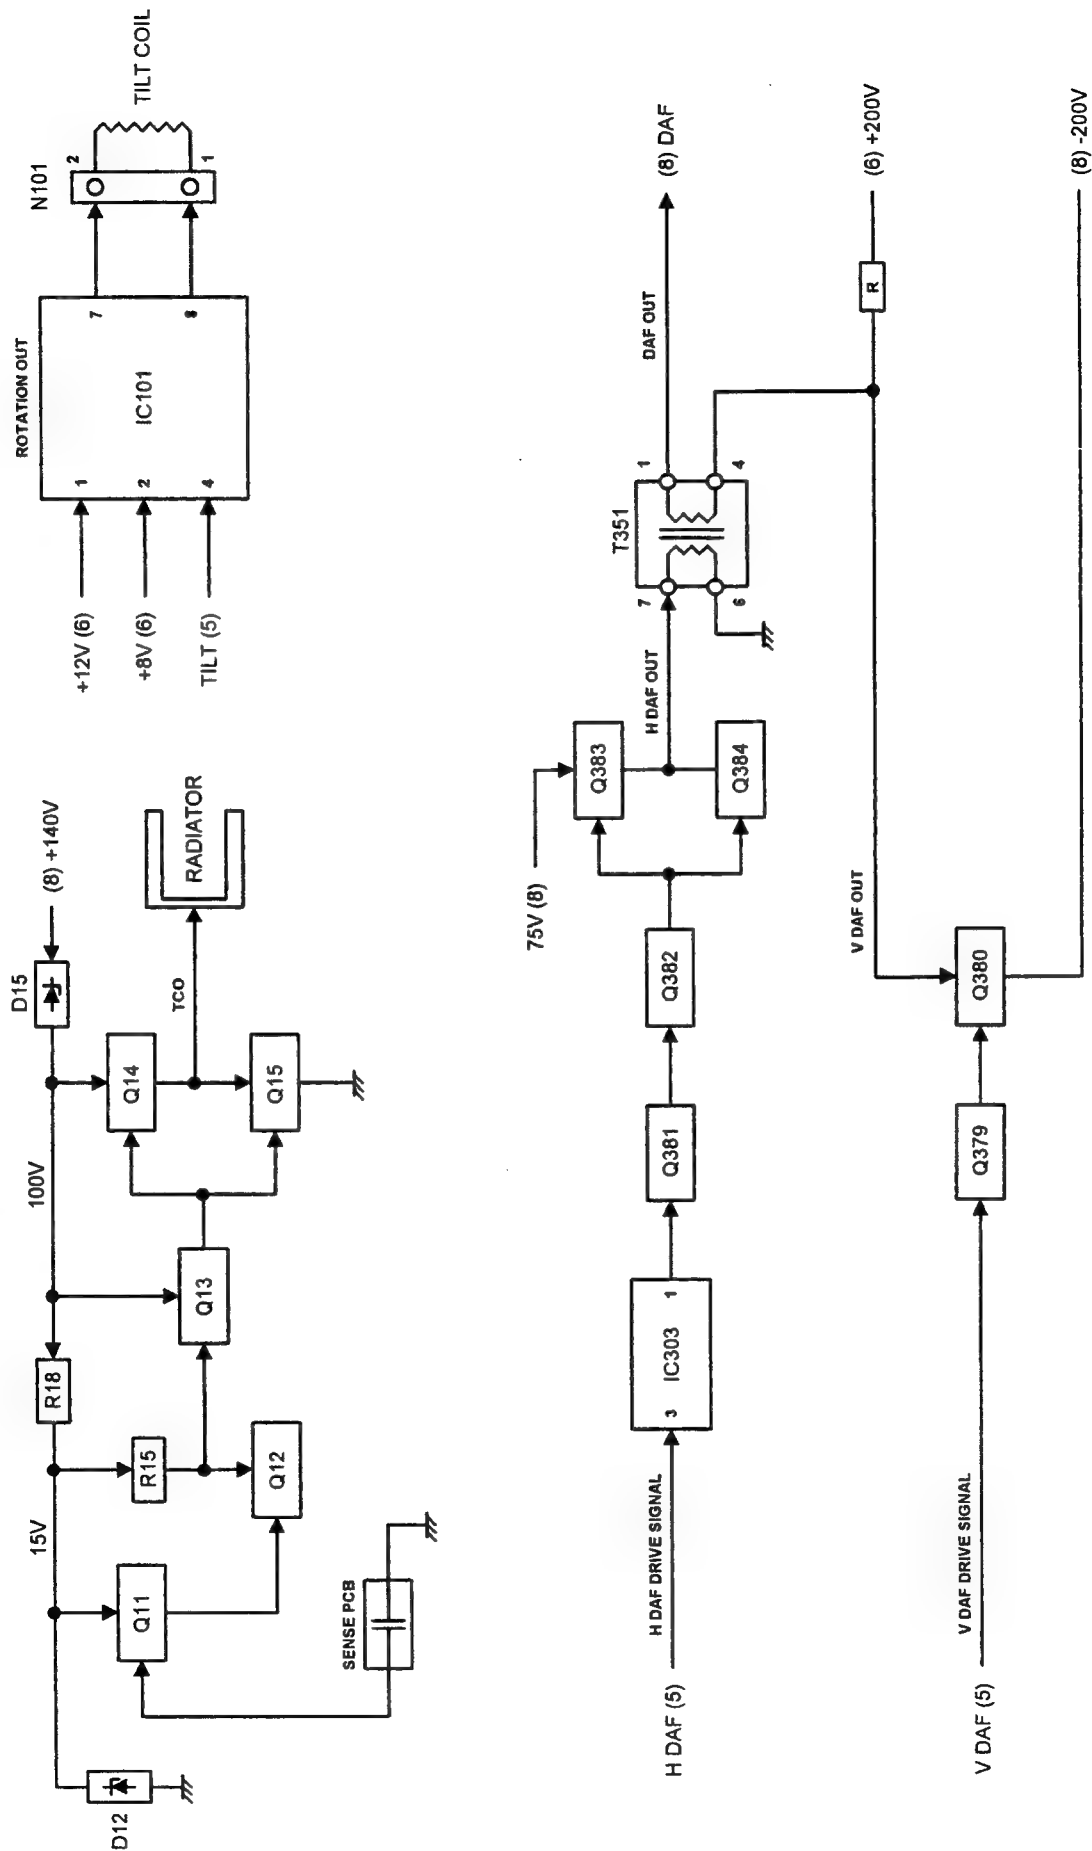 D12
15V
Q11
SENSE PCB
R15
Q12
R18
100V
Q13
D15
(8) +140V
Q14
Q15
TCO
RADIATOR
ROTATION OUT
+12V (6)
+8V (6)
TILT (5)
1
2
4
IC101
7
8
N101
2
1
TILT COIL
H DAF (5)
H DAF DRIVE SIGNAL
3
IC303
1
Q381
Q382
75V (8)
Q383
Q384
H DAF OUT
T351
7
6
1
4
DAF OUT
(8) DAF
V DAF (5)
V DAF DRIVE SIGNAL
Q379
Q380
V DAF OUT
R
(6) +200V
(8) -200V